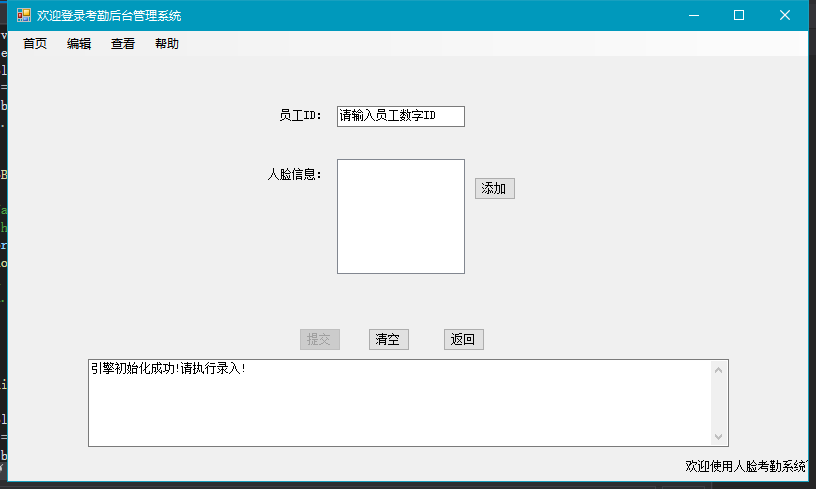 欢迎登录考勤后台管理系统
首页 编辑 查看 帮助
员工ID： 请输入员工数字ID
人脸信息：
添加
提交 清空 返回
引擎初始化成功!请执行录入!
欢迎使用人脸考勤系统